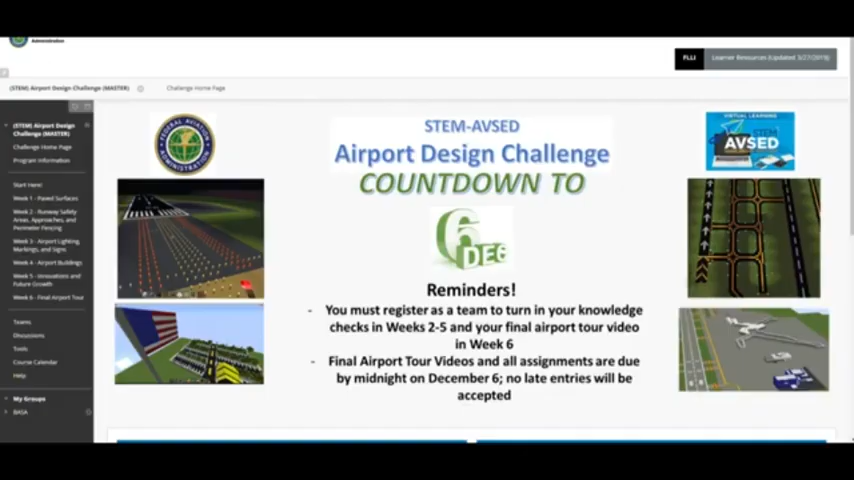 Administration
FLLI
Learner Resources (Updated 3/27/2019)
(STEM) Airport Design Challenge (MASTER)
Challenge Home Page
(STEM) Airport Design
Challenge (MASTER)
Challenge Home Page
Program Information
Start Here!
Week 1 - Paved Surfaces
Week 2 - Runway Safety
Areas, Approaches, and
Perimeter Fencing
Week 3 - Airport Lighting,
Markings, and Signs
Week 4 - Airport Buildings
Week 5 - Innovations and
Future Growth
Week 6 - Final Airport Tour
Teams
Discussions
Tools
Course Calendar
Help
My Groups
BASA
FEDERAL AVIATION
ADMINISTRATION
STEM-AVSED
Airport Design Challenge
COUNTDOWN TO
6
DEC
VIRTUAL LEARNING
STEM
AVSED
Reminders!
- You must register as a team to turn in your knowledge
checks in Weeks 2-5 and your final airport tour video
in Week 6
- Final Airport Tour Videos and all assignments are due
by midnight on December 6; no late entries will be
accepted